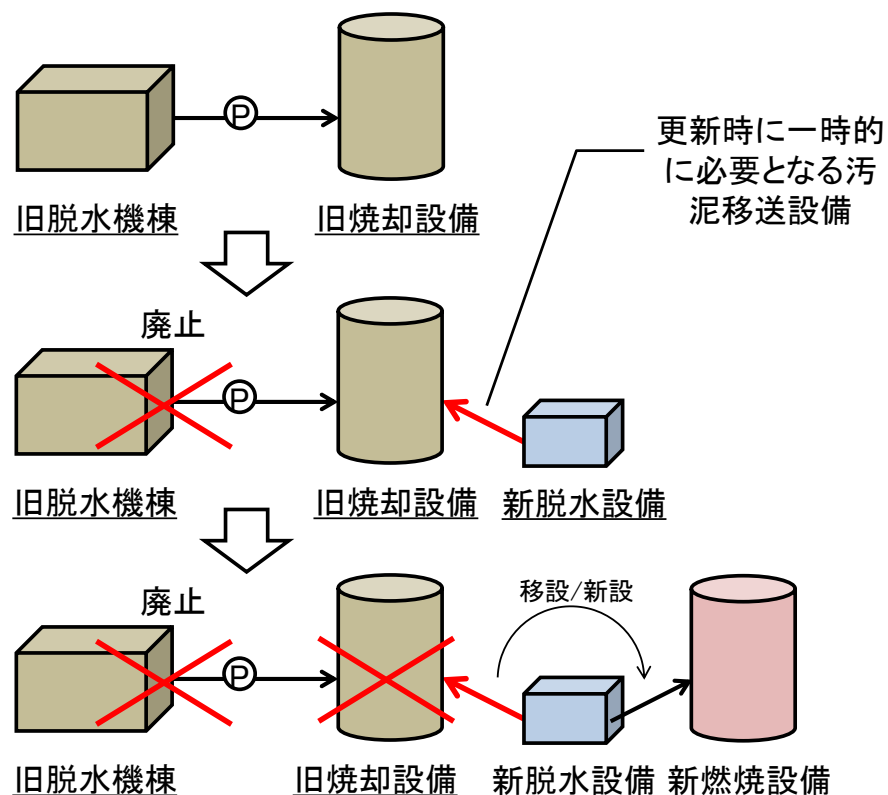 P
旧脱水機棟
旧焼却設備
更新時に一時的
に必要となる汚
泥移送設備
廃止
P
旧脱水機棟
旧焼却設備
新脱水設備
廃止
移設/新設
P
旧脱水機棟
旧焼却設備
新脱水設備
新燃焼設備